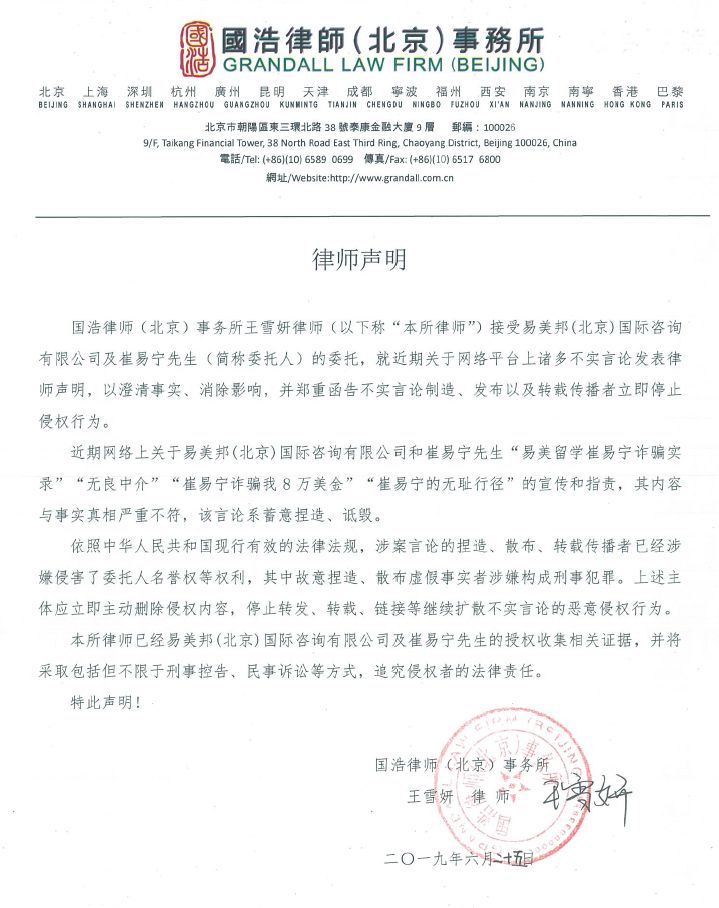 國浩
國浩律師(北京)事務所
GRANDALL LAW FIRM (BEIJING)
北京 上海 深圳 杭州 廣州 昆明 天津 成都 寧波 福州 西安 南京 南寧 香港 巴黎
BEIJING SHANGHAI SHENZHEN HANGZHOU GUANGZHOU KUNMINTG TIANJIN CHENGDU NINGBO FUZHOU XI'AN NANJING NANNING HONG KONG PARIS
北京市朝陽區東三環北路 38 號泰康金融大廈 9 層 郵編：100026
9/F, Taikang Financial Tower, 38 North Road East Third Ring, Chaoyang District, Beijing 100026, China
電話/Tel: (+86)(10) 6589 0699 傳真/Fax: (+86)(10) 6517 6800
網址/Website:http://www.grandall.com.cn
律师声明
国浩律师（北京）事务所王雪妍律师（以下称“本所律师”）接受易美邦(北京)国际咨询
有限公司及崔易宁先生（简称委托人）的委托，就近期关于网络平台上诸多不实言论发表律
师声明，以澄清事实、消除影响，并郑重函告不实言论制造、发布以及转载传播者立即停止
侵权行为。
近期网络上关于易美邦(北京)国际咨询有限公司和崔易宁先生“易美留学崔易宁诈骗实
录”“无良中介”“崔易宁诈骗我 8 万美金”“崔易宁的无耻行径”的宣传和指责，其内容
与事实真相严重不符，该言论系蓄意捏造、诋毁。
依照中华人民共和国现行有效的法律法规，涉案言论的捏造、散布、转载传播者已经涉
嫌侵害了委托人名誉权等权利，其中故意捏造、散布虚假事实者涉嫌构成刑事犯罪。上述主
体应立即主动删除侵权内容，停止转发、转载、链接等继续扩散不实言论的恶意侵权行为。
本所律师已经易美邦(北京)国际咨询有限公司及崔易宁先生的授权收集相关证据，并将
采取包括但不限于刑事控告、民事诉讼等方式，追究侵权者的法律责任。
特此声明！
国浩律师（北京）事务所
王雪妍 律 师 王雪妍
二〇一九年六月二十五日